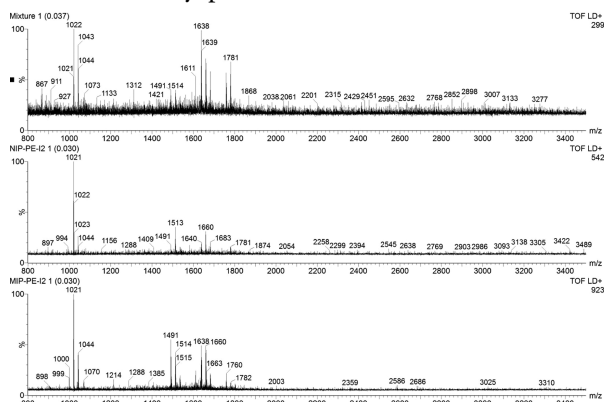 Mixture 1 (0.037) TOF LD+
100 1022 1638 299
1043 1639
1021 1044 1611 1781
% 867 911 927 1073 1133 1312 1421 1491 1514 1868 2038 2061 2201 2315 2429 2451 2595 2632 2768 2852 2898 3007 3133 3277
800 1000 1200 1400 1600 1800 2000 2200 2400 2600 2800 3000 3200 3400 m/z
NIP-PE-I2 1 (0.030) TOF LD+
100 1021 542
1022
% 897 994 1023 1044 1156 1288 1409 1491 1513 1640 1660 1683 1781 1874 2054 2258 2299 2394 2545 2638 2769 2903 2986 3093 3138 3305 3422 3489
0
800 1000 1200 1400 1600 1800 2000 2200 2400 2600 2800 3000 3200 3400 m/z
MIP-PE-I2 1 (0.030) TOF LD+
100 1021 923
1491 1638 1660
1044 1514
% 1000 1515 1663 1760
898 999 1070 1214 1288 1385 1782 2003 2359 2586 2686 3025 3310
0 m/z